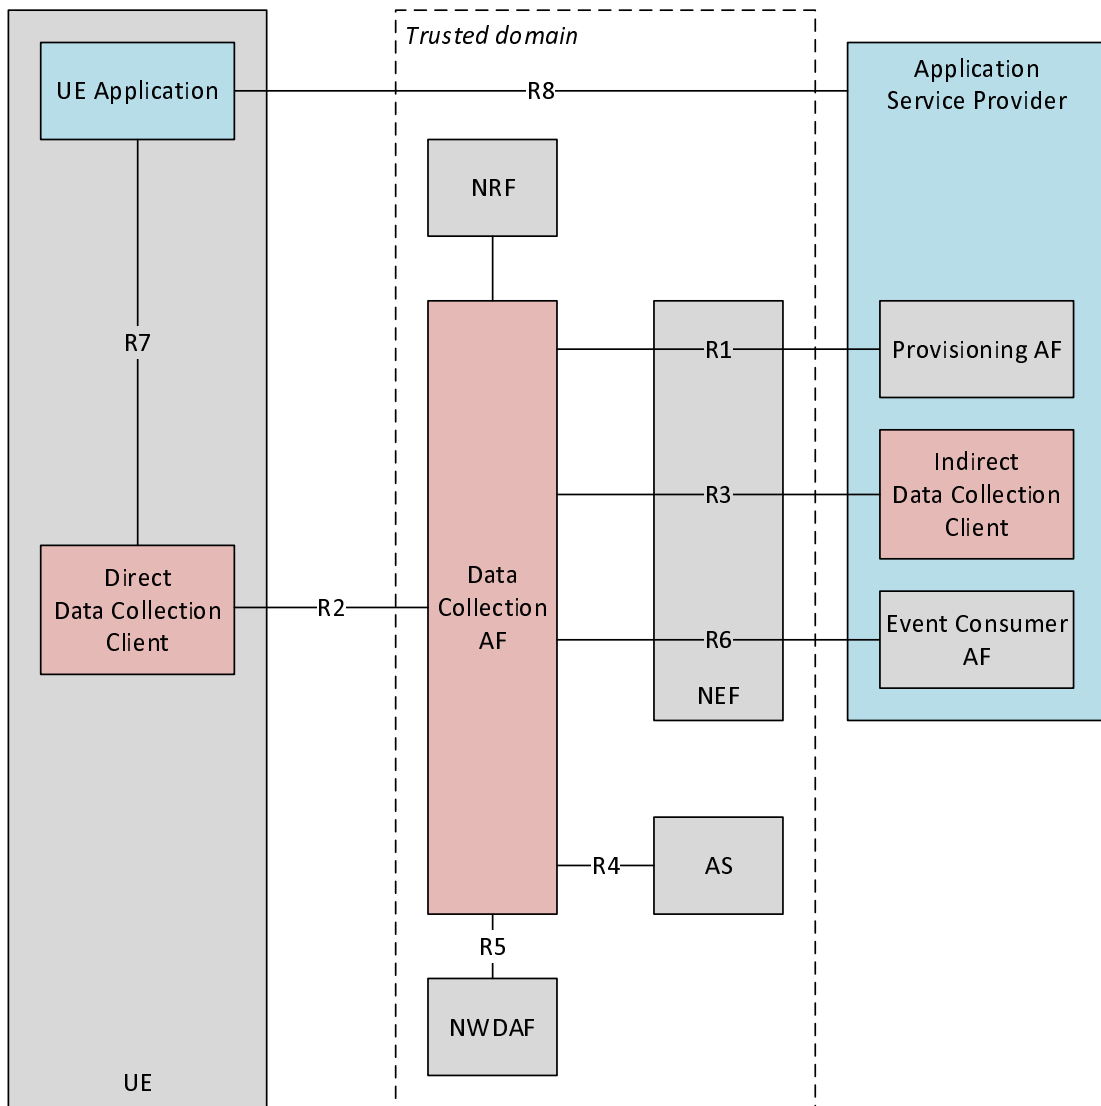 Trusted domain
UE Application
R8
Application
Service Provider
NRF
R7
R1
Provisioning AF
Indirect
Data Collection
Client
R3
Direct
Data Collection
Client
R2
Data
Collection
AF
R6
Event Consumer
AF
NEF
R4
AS
R5
NWDAF
UE